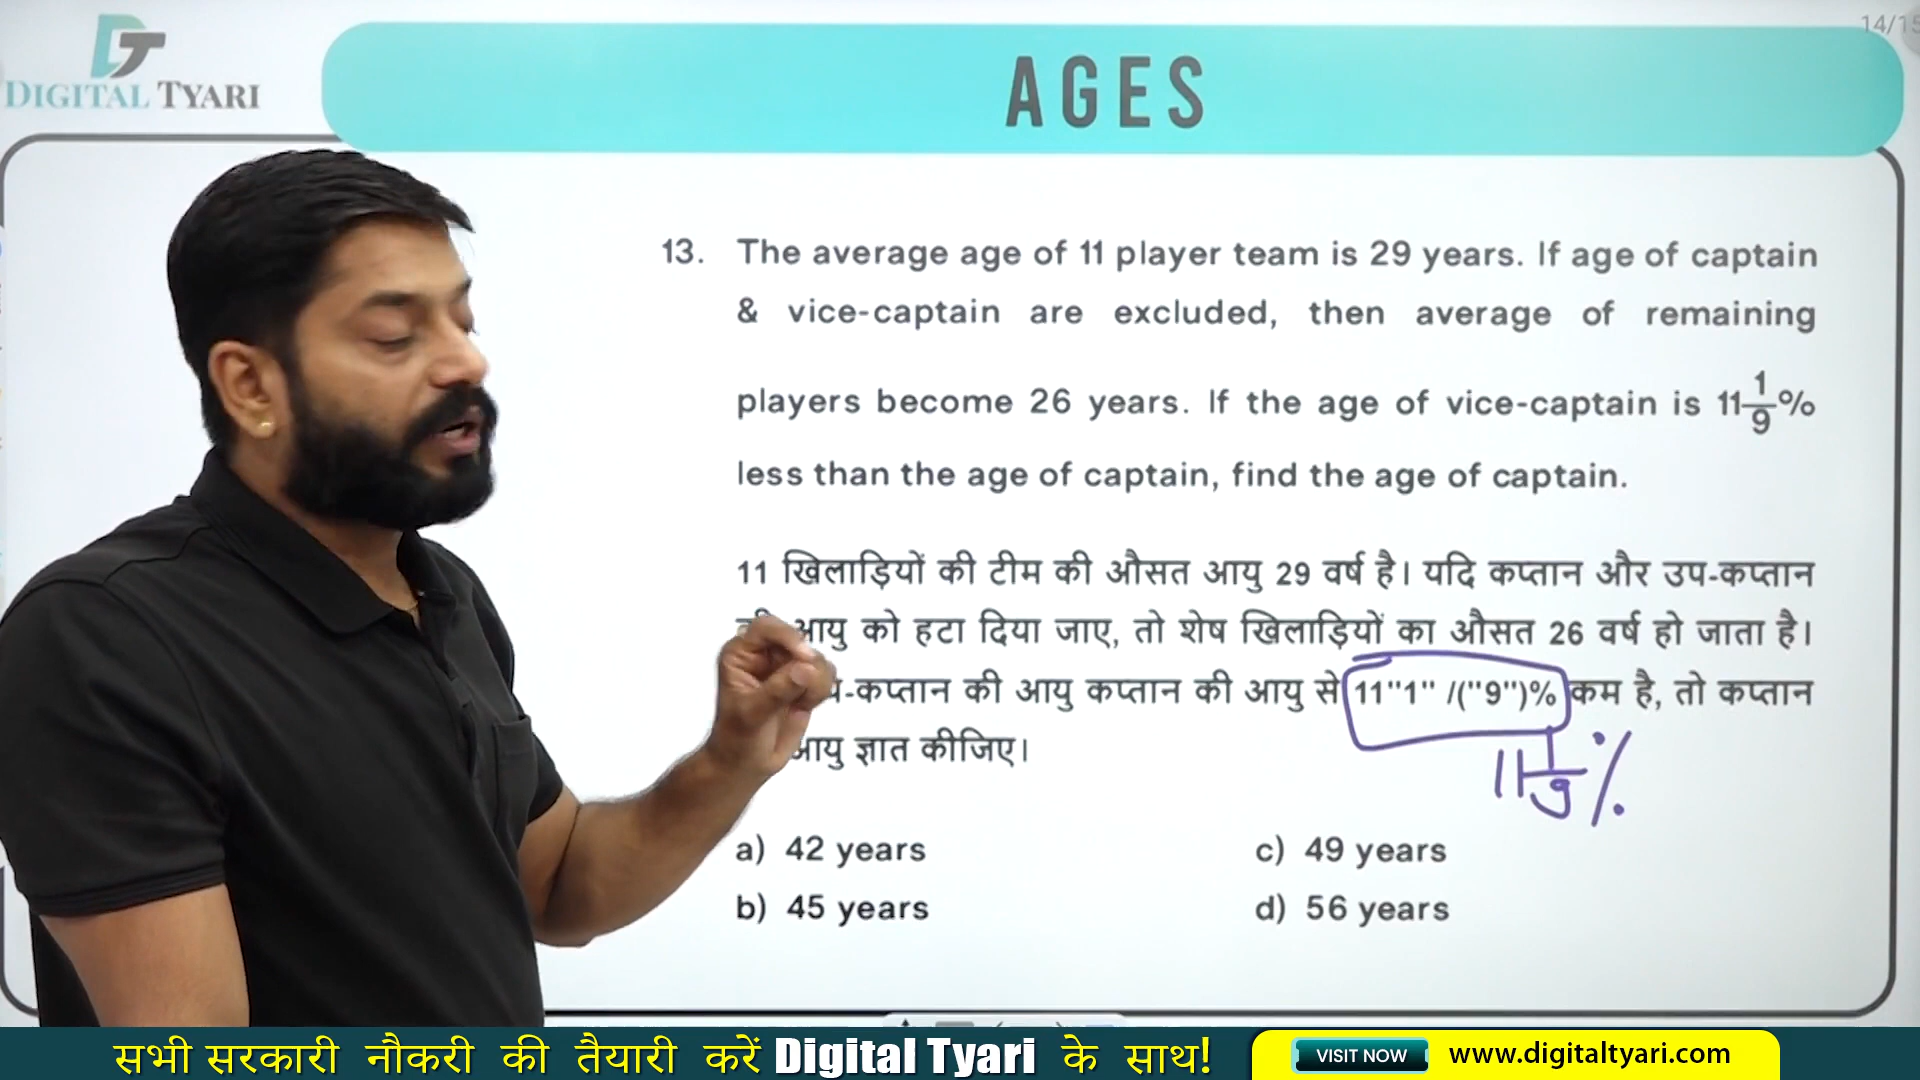 14/15
DIGITAL TYARI
AGES
13. The average age of 11 player team is 29 years. If age of captain
& vice-captain are excluded, then average of remaining
players become 26 years. If the age of vice-captain is 11 1/9 %
less than the age of captain, find the age of captain.
11 खिलाड़ियों की टीम की औसत आयु 29 वर्ष है। यदि कप्तान और उप-कप्तान
आयु को हटा दिया जाए, तो शेष खिलाड़ियों का औसत 26 वर्ष हो जाता है।
-कप्तान की आयु कप्तान की आयु से 11"1" /("9")% कम है, तो कप्तान
आयु ज्ञात कीजिए।
11 1/9 %
a) 42 years
c) 49 years
b) 45 years
d) 56 years
सभी सरकारी नौकरी की तैयारी करें Digital Tyari के साथ!
VISIT NOW
www.digitaltyari.com